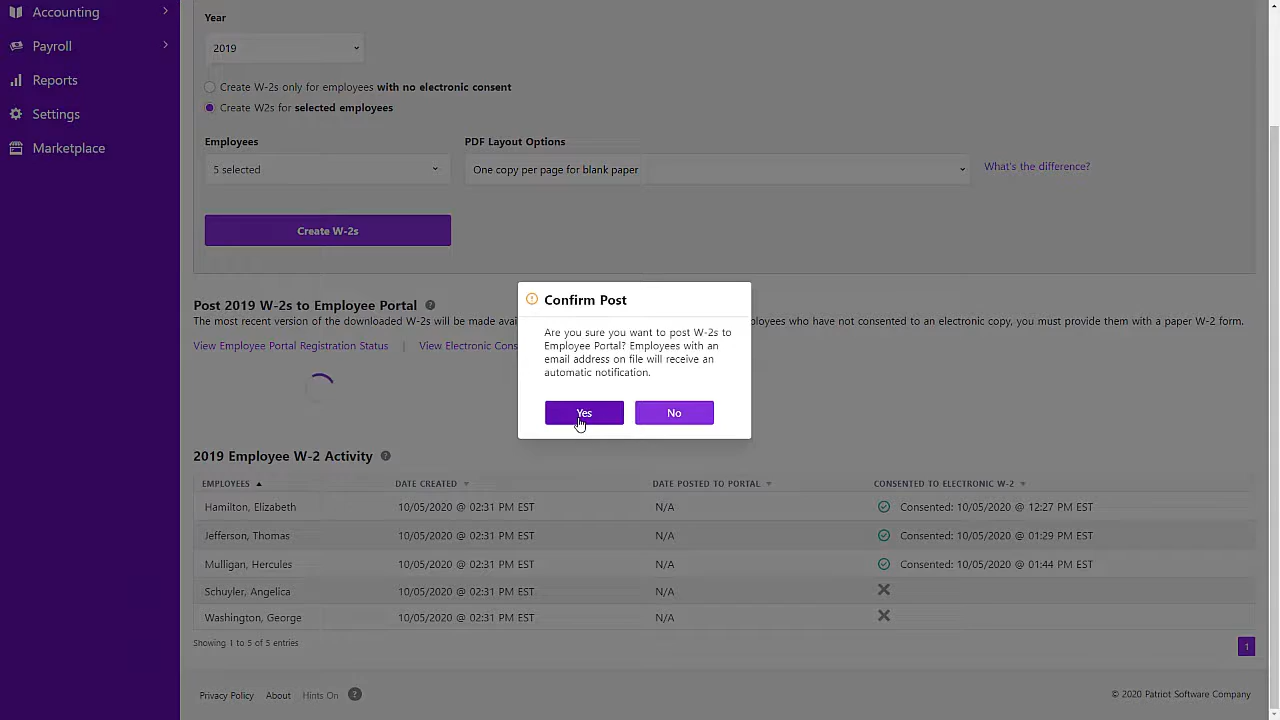 Accounting
Payroll
Reports
Settings
Marketplace
Year
2019
Create W-2s only for employees with no electronic consent
Create W2s for selected employees
Employees
PDF Layout Options
5 selected
One copy per page for blank paper
What's the difference?
Create W-2s
Post 2019 W-2s to Employee Portal ?
The most recent version of the downloaded W-2s will be made avai
ployees who have not consented to an electronic copy, you must provide them with a paper W-2 form.
View Employee Portal Registration Status | View Electronic Cons
Confirm Post
Are you sure you want to post W-2s to
Employee Portal? Employees with an
email address on file will receive an
automatic notification.
Yes
No
2019 Employee W-2 Activity ?
EMPLOYEES DATE CREATED DATE POSTED TO PORTAL CONSENTED TO ELECTRONIC W-2
Hamilton, Elizabeth 10/05/2020 @ 02:31 PM EST N/A Consented: 10/05/2020 @ 12:27 PM EST
Jefferson, Thomas 10/05/2020 @ 02:31 PM EST N/A Consented: 10/05/2020 @ 01:29 PM EST
Mulligan, Hercules 10/05/2020 @ 02:31 PM EST N/A Consented: 10/05/2020 @ 01:44 PM EST
Schuyler, Angelica 10/05/2020 @ 02:31 PM EST N/A
Washington, George 10/05/2020 @ 02:31 PM EST N/A
Showing 1 to 5 of 5 entries
1
Privacy Policy About Hints On ?
© 2020 Patriot Software Company